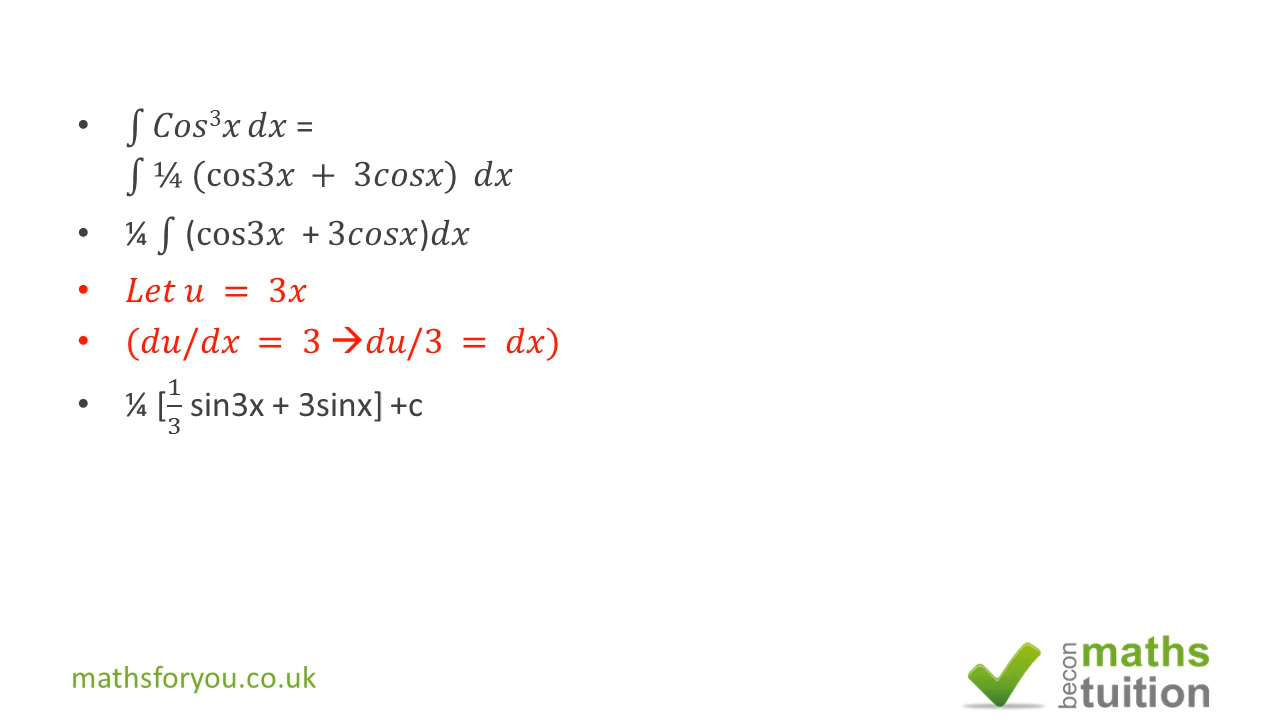 • ∫ Cos³x dx =
∫ ¼ (cos3x + 3cosx) dx
• ¼ ∫ (cos3x + 3cosx)dx
• Let u = 3x
• (du/dx = 3 → du/3 = dx)
• ¼ [1/3 sin3x + 3sinx] +c
mathsforyou.co.uk
becon
maths
tuition